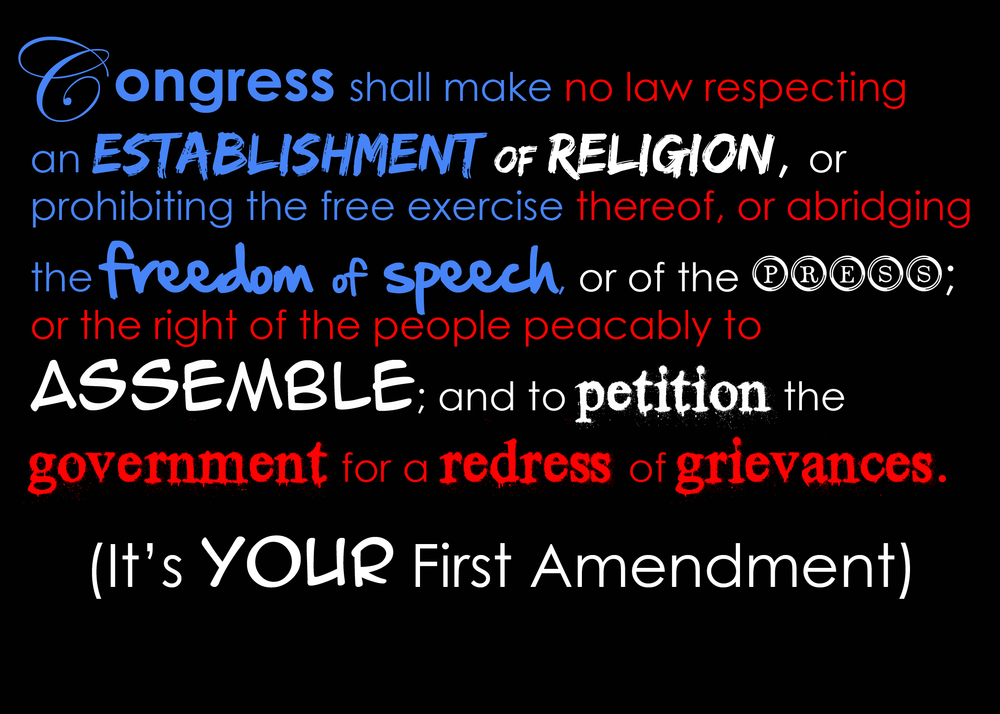 Congress shall make no law respecting
an ESTABLISHMENT OF RELIGION, or
prohibiting the free exercise thereof, or abridging
the freedom of speech, or of the PRESS;
or the right of the people peacably to
ASSEMBLE; and to petition the
government for a redress of grievances.
(It’s YOUR First Amendment)